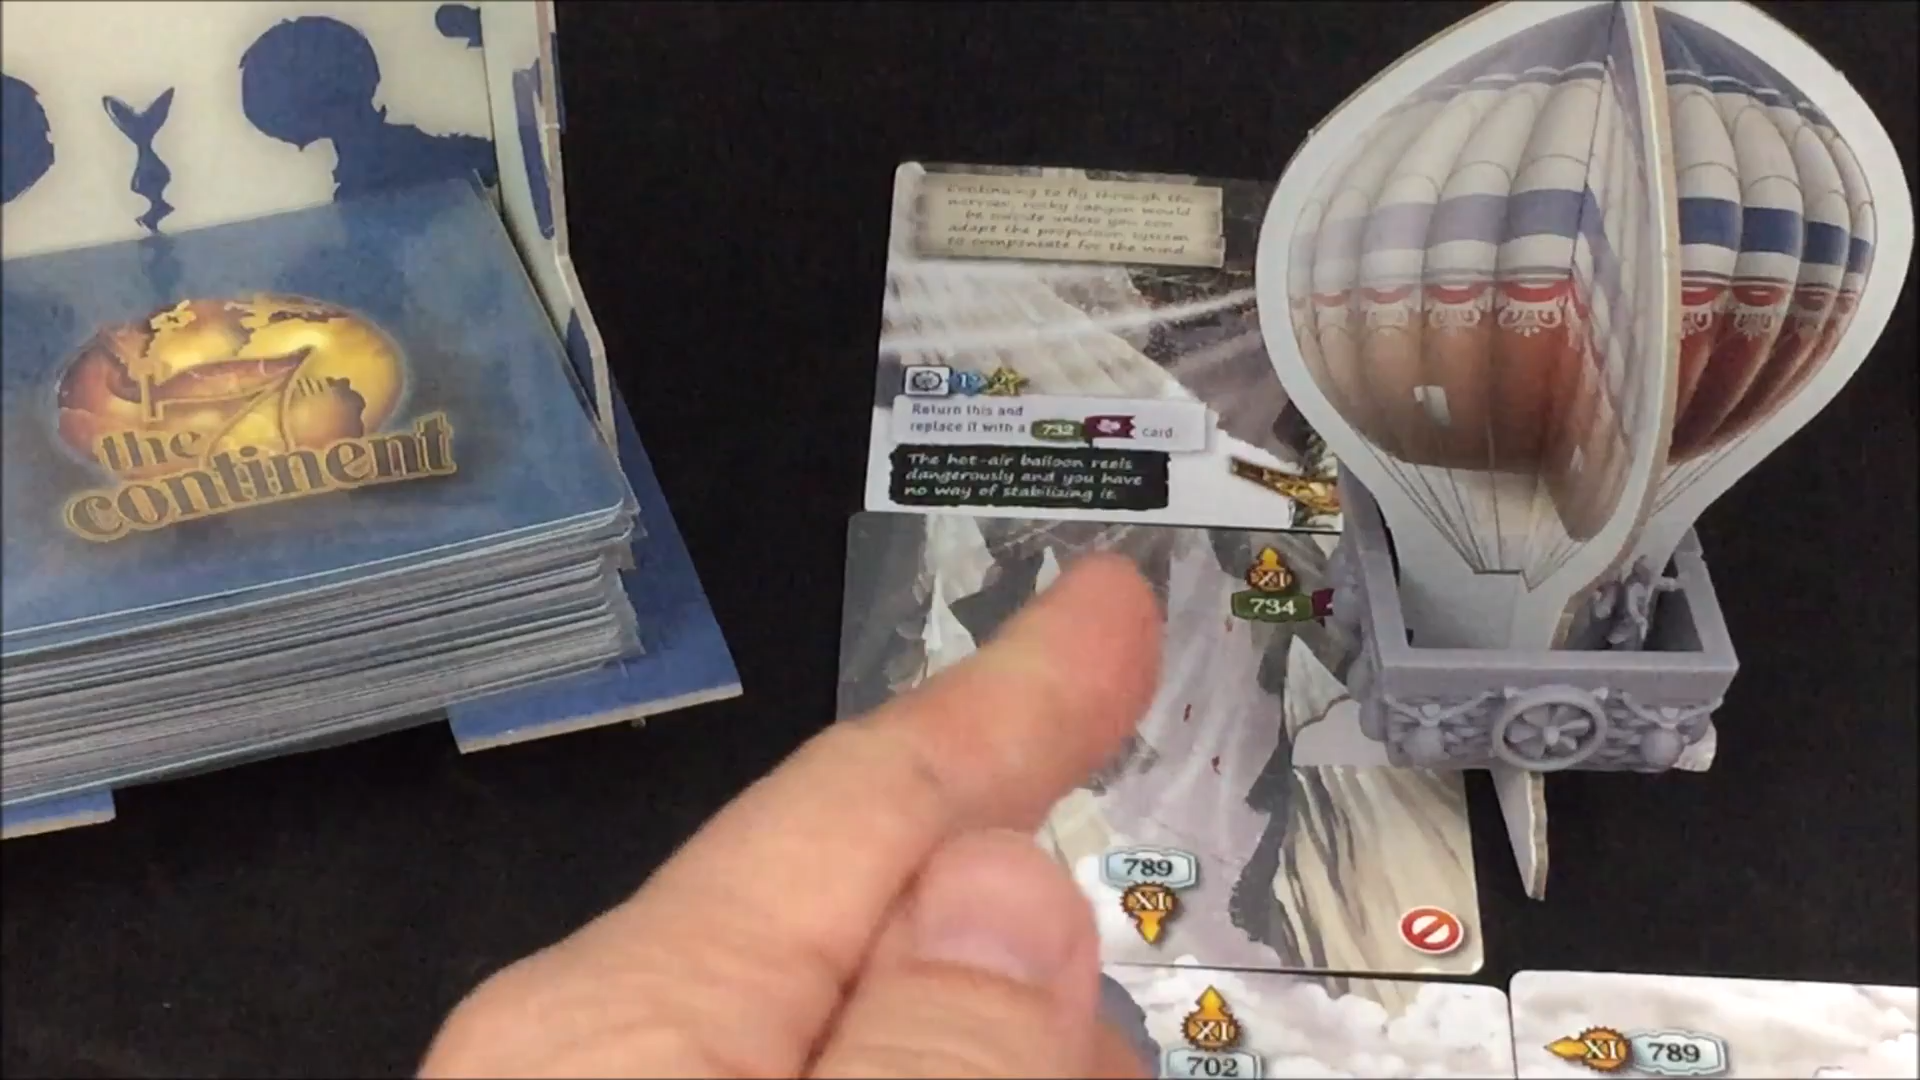 the
7
continent
Continuing to fly through the
narrow, rocky canyon would
be suicide unless you can
adapt the propulsion system
to compensate for the wind.
Return this and
replace it with a 732 card.
The hot-air balloon reels
dangerously and you have
no way of stabilizing it.
XI
734
789
XI
XI
702
XI 789